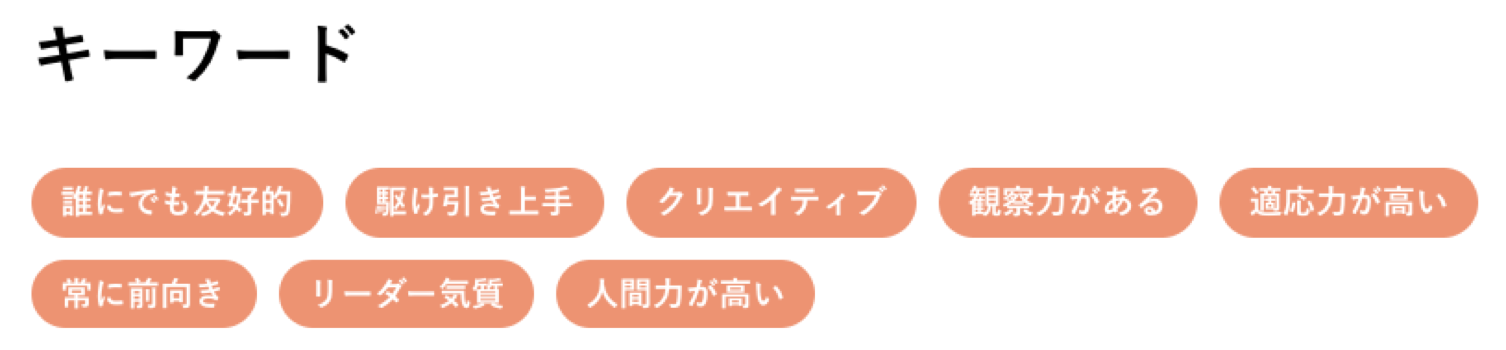 キーワード
誰にでも友好的 駆け引き上手 クリエイティブ 観察力がある 適応力が高い
常に前向き リーダー気質 人間力が高い